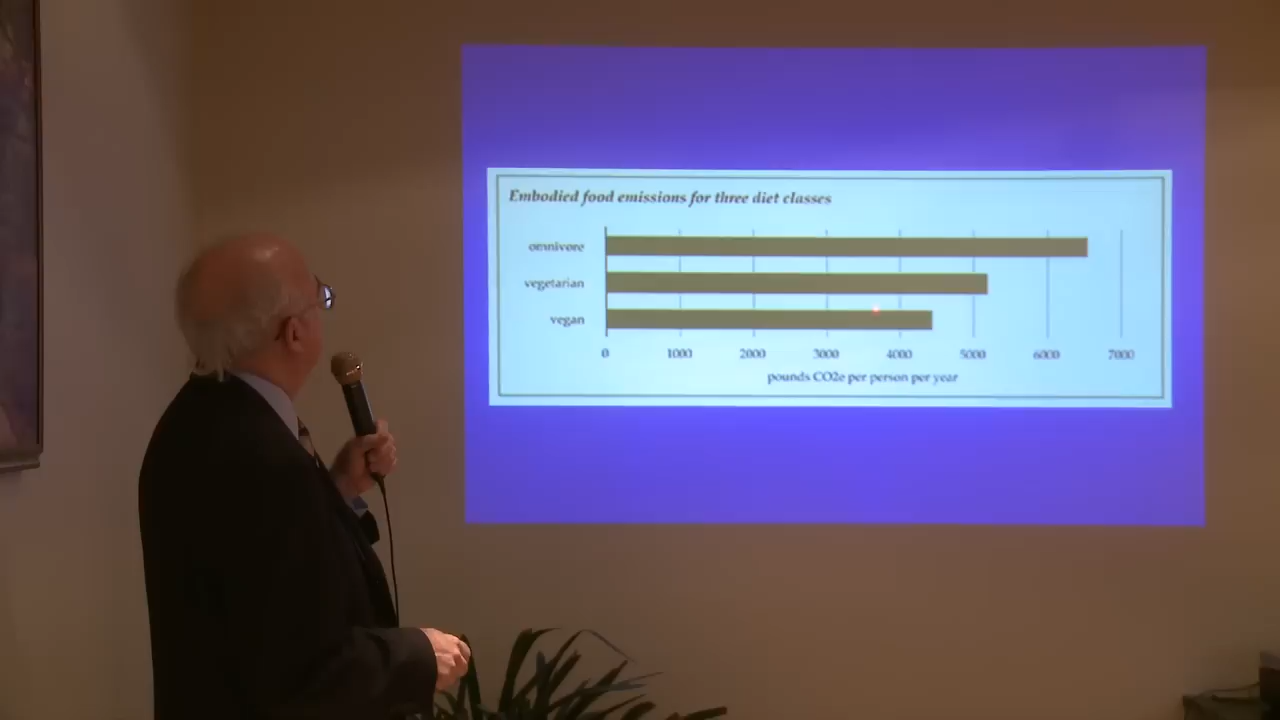 Embodied food emissions for three diet classes
omnivore
vegetarian
vegan
0 1000 2000 3000 4000 5000 6000 7000
pounds CO2e per person per year